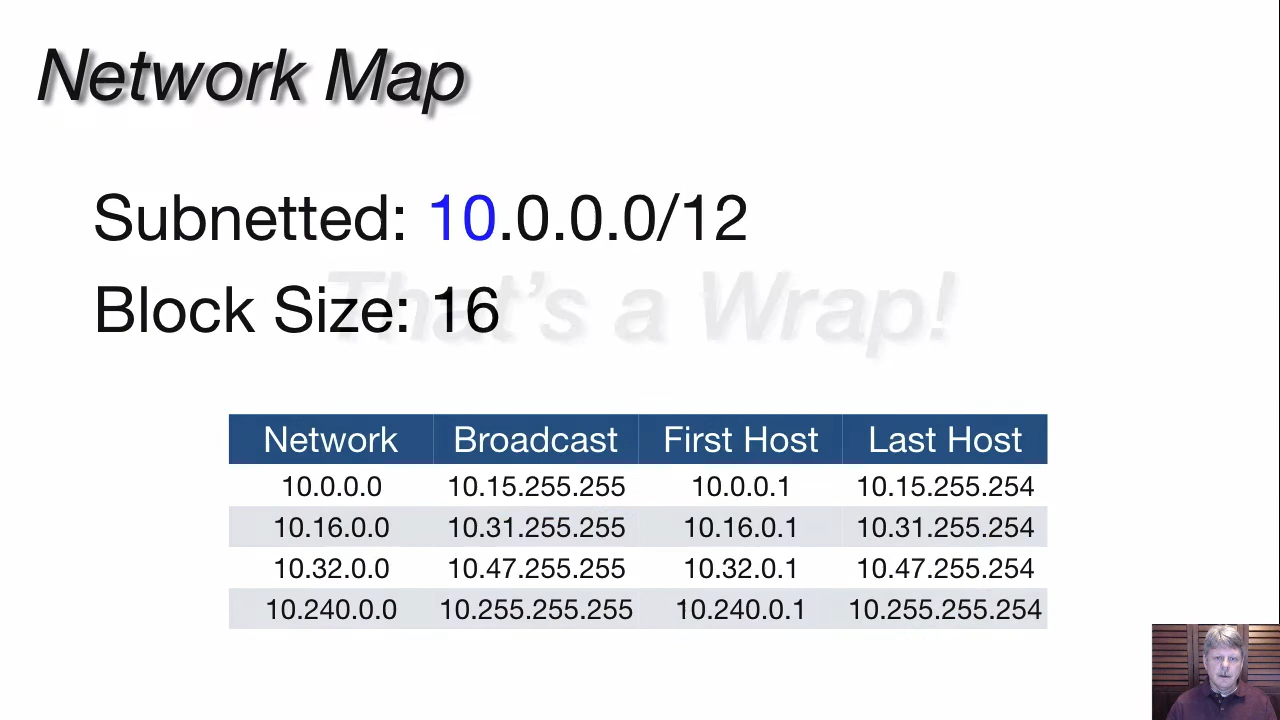 Network Map
Subnetted: 10.0.0.0/12
That's a Wrap!
Block Size: 16
Network Broadcast First Host Last Host
10.0.0.0 10.15.255.255 10.0.0.1 10.15.255.254
10.16.0.0 10.31.255.255 10.16.0.1 10.31.255.254
10.32.0.0 10.47.255.255 10.32.0.1 10.47.255.254
10.240.0.0 10.255.255.255 10.240.0.1 10.255.255.254